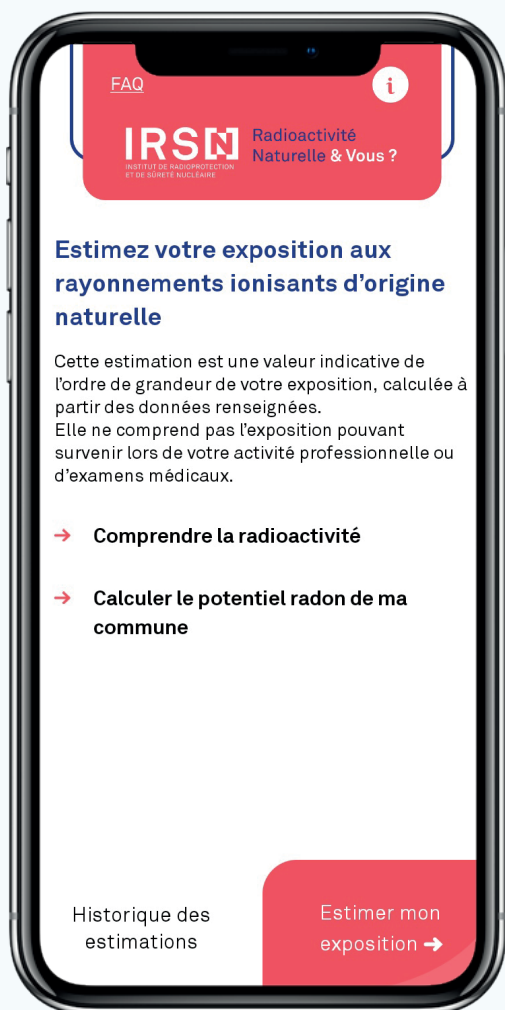 FAQ
i
IRSN
INSTITUT DE RADIOPROTECTION
ET DE SÛRETÉ NUCLÉAIRE
Radioactivité
Naturelle & Vous ?
Estimez votre exposition aux
rayonnements ionisants d’origine
naturelle
Cette estimation est une valeur indicative de
l’ordre de grandeur de votre exposition, calculée à
partir des données renseignées.
Elle ne comprend pas l’exposition pouvant
survenir lors de votre activité professionnelle ou
d’examens médicaux.
→ Comprendre la radioactivité
→ Calculer le potentiel radon de ma
commune
Historique des
estimations
Estimer mon
exposition →